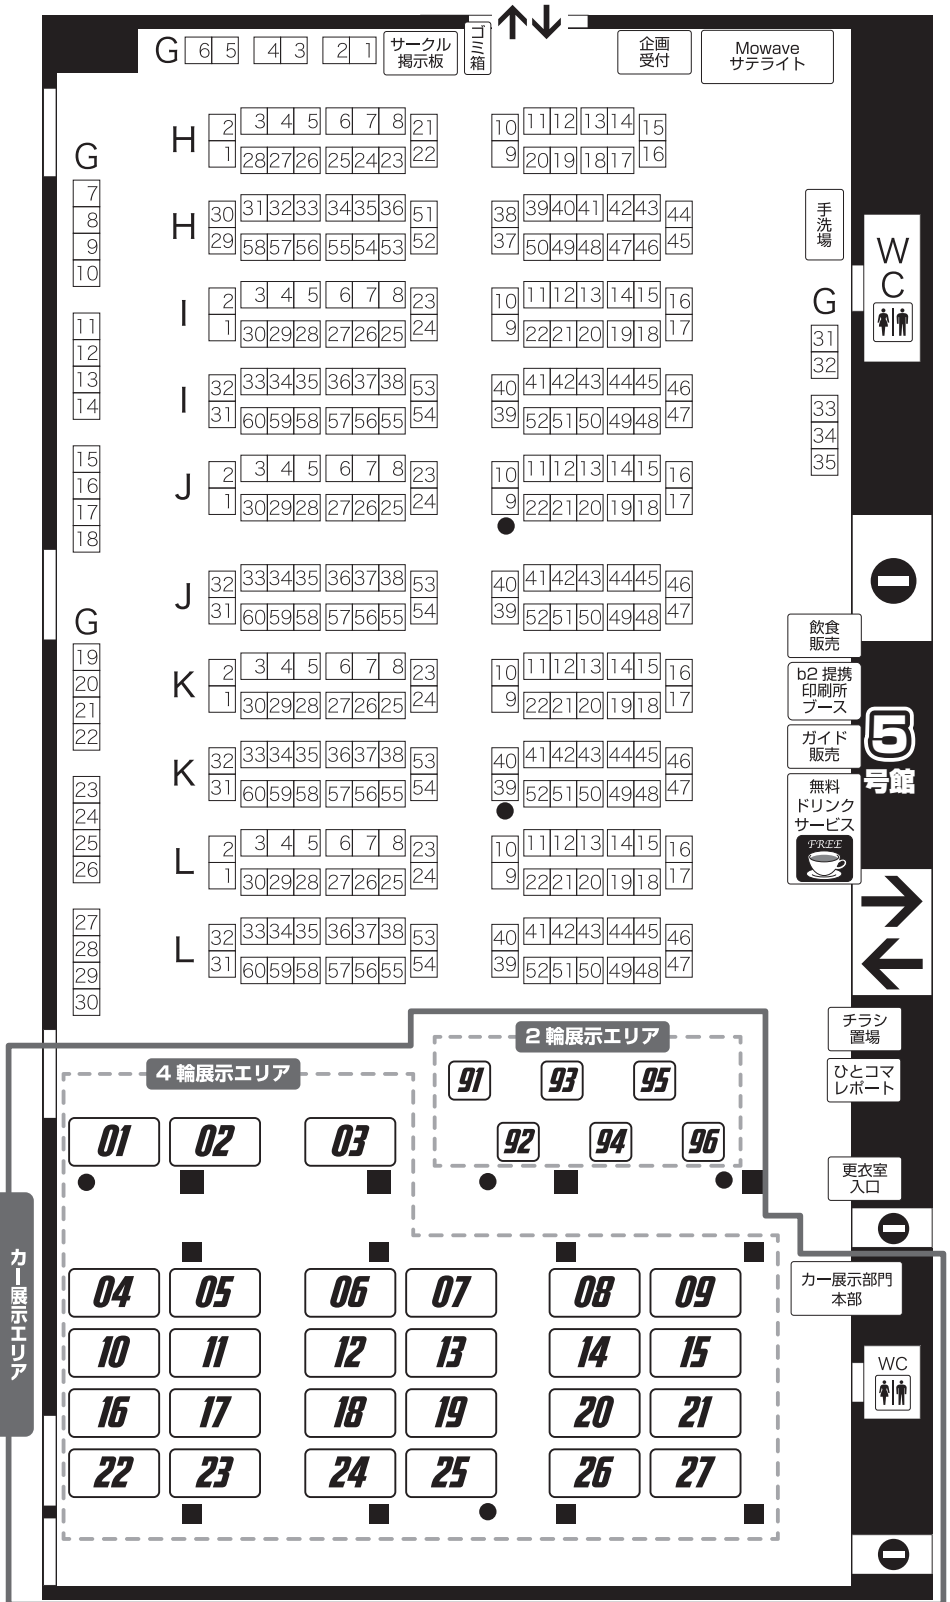 G 6 5 4 3 2 1
サークル
掲示板
ゴミ箱
企画
受付
Mowave
サテライト
H
2 3 4 5 6 7 8 21
1 28 27 26 25 24 23 22
10 11 12 13 14 15
9 20 19 18 17 16
H
30 31 32 33 34 35 36 51
29 58 57 56 55 54 53 52
38 39 40 41 42 43 44
37 50 49 48 47 46 45
I
2 3 4 5 6 7 8 23
1 30 29 28 27 26 25 24
10 11 12 13 14 15 16
9 22 21 20 19 18 17
I
32 33 34 35 36 37 38 53
31 60 59 58 57 56 55 54
40 41 42 43 44 45 46
39 52 51 50 49 48 47
J
2 3 4 5 6 7 8 23
1 30 29 28 27 26 25 24
10 11 12 13 14 15 16
9 22 21 20 19 18 17
J
32 33 34 35 36 37 38 53
31 60 59 58 57 56 55 54
40 41 42 43 44 45 46
39 52 51 50 49 48 47
K
2 3 4 5 6 7 8 23
1 30 29 28 27 26 25 24
10 11 12 13 14 15 16
9 22 21 20 19 18 17
K
32 33 34 35 36 37 38 53
31 60 59 58 57 56 55 54
40 41 42 43 44 45 46
39 52 51 50 49 48 47
L
2 3 4 5 6 7 8 23
1 30 29 28 27 26 25 24
10 11 12 13 14 15 16
9 22 21 20 19 18 17
L
32 33 34 35 36 37 38 53
31 60 59 58 57 56 55 54
40 41 42 43 44 45 46
39 52 51 50 49 48 47
G
7
8
9
10
11
12
13
14
15
16
17
18
G
19
20
21
22
23
24
25
26
27
28
29
30
手洗場
W
C
G
31
32
33
34
35
飲食
販売
b2 提携
印刷所
ブース
ガイド
販売
無料
ドリンク
サービス
FREE
5
号館
チラシ
置場
ひとコマ
レポート
更衣室
入口
カー展示部門
本部
WC
カー展示エリア
2 輪展示エリア
91 93 95
92 94 96
4 輪展示エリア
01 02 03
04 05 06 07 08 09
10 11 12 13 14 15
16 17 18 19 20 21
22 23 24 25 26 27